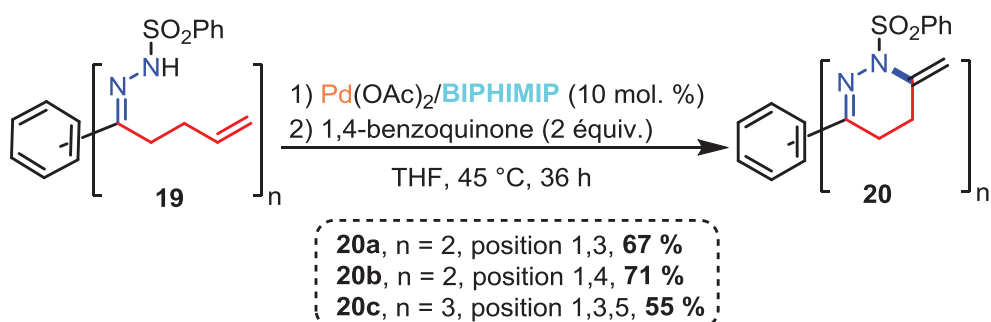 SO₂Ph
N-NH
19
n
1) Pd(OAc)₂/BIPHIMIP (10 mol. %)
2) 1,4-benzoquinone (2 équiv.)
THF, 45 °C, 36 h
SO₂Ph
N N
20
n
20a, n = 2, position 1,3, 67 %
20b, n = 2, position 1,4, 71 %
20c, n = 3, position 1,3,5, 55 %